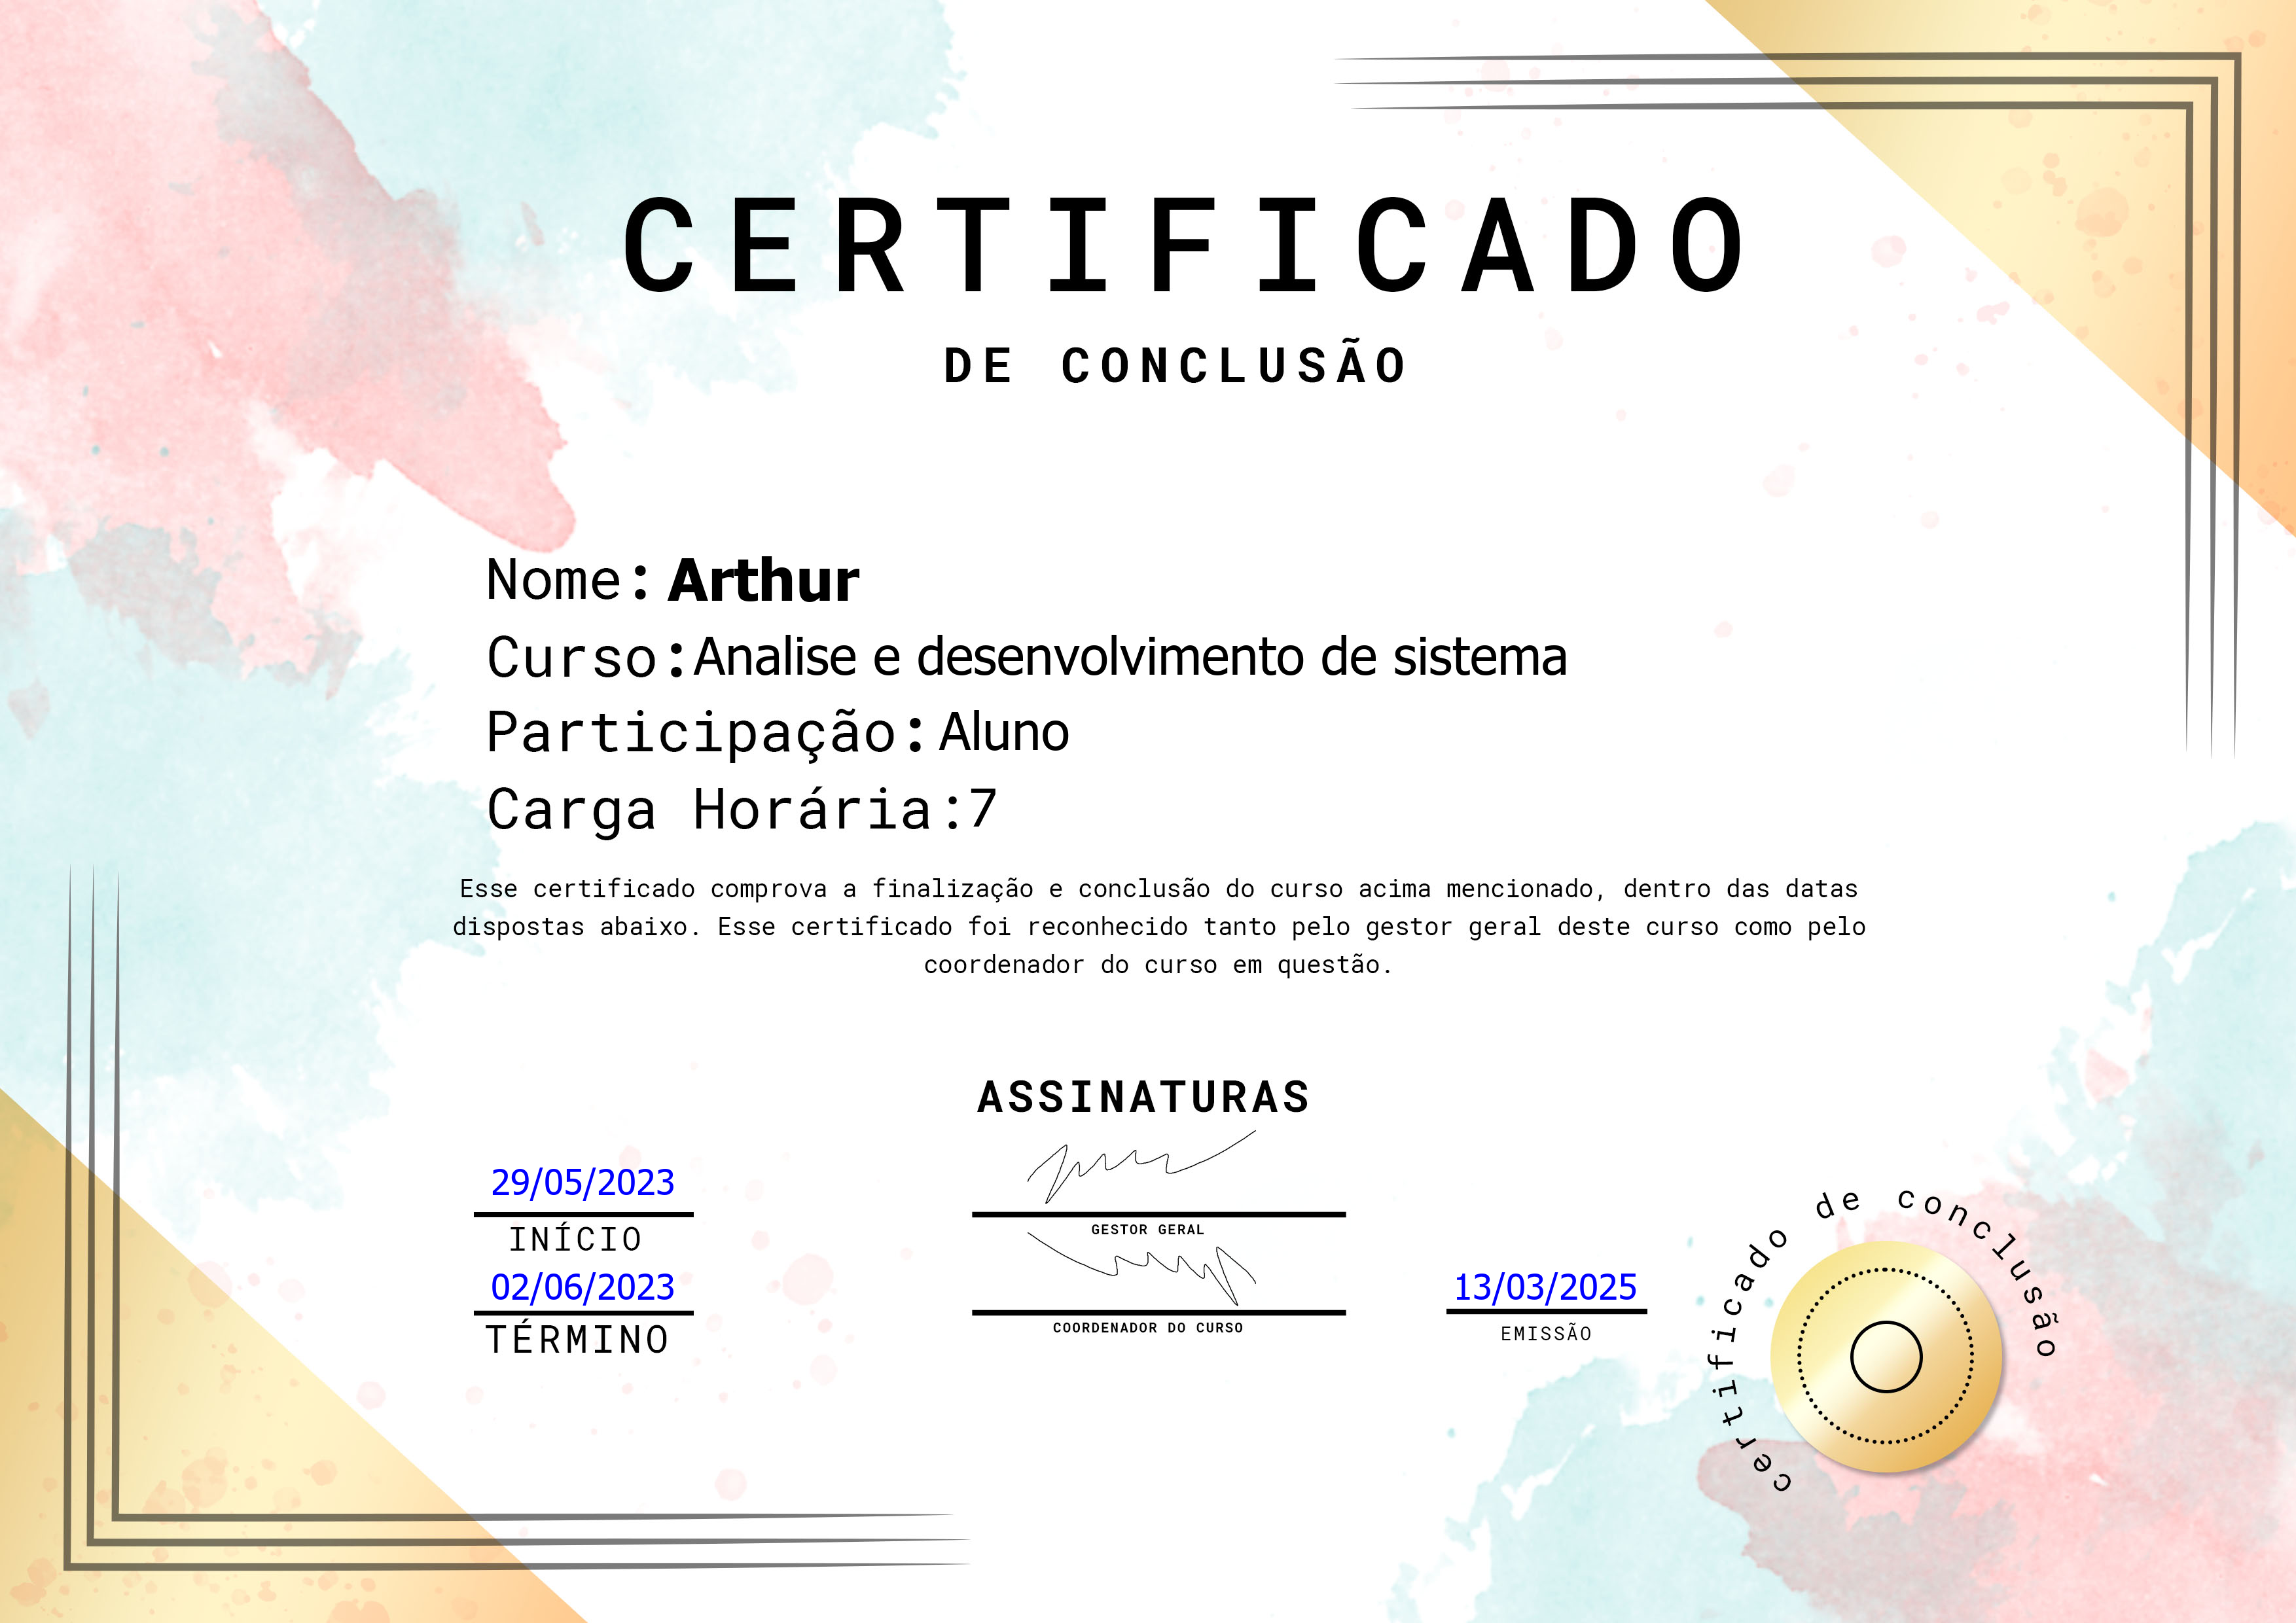 CERTIFICADO
DE CONCLUSÃO
Nome: Arthur
Curso:Analise e desenvolvimento de sistema
Participação: Aluno
Carga Horária:7
Esse certificado comprova a finalização e conclusão do curso acima mencionado, dentro das datas
dispostas abaixo. Esse certificado foi reconhecido tanto pelo gestor geral deste curso como pelo
coordenador do curso em questão.
ASSINATURAS
29/05/2023
INÍCIO
GESTOR GERAL
02/06/2023
TÉRMINO
COORDENADOR DO CURSO
13/03/2025
EMISSÃO
certificado de conclusão